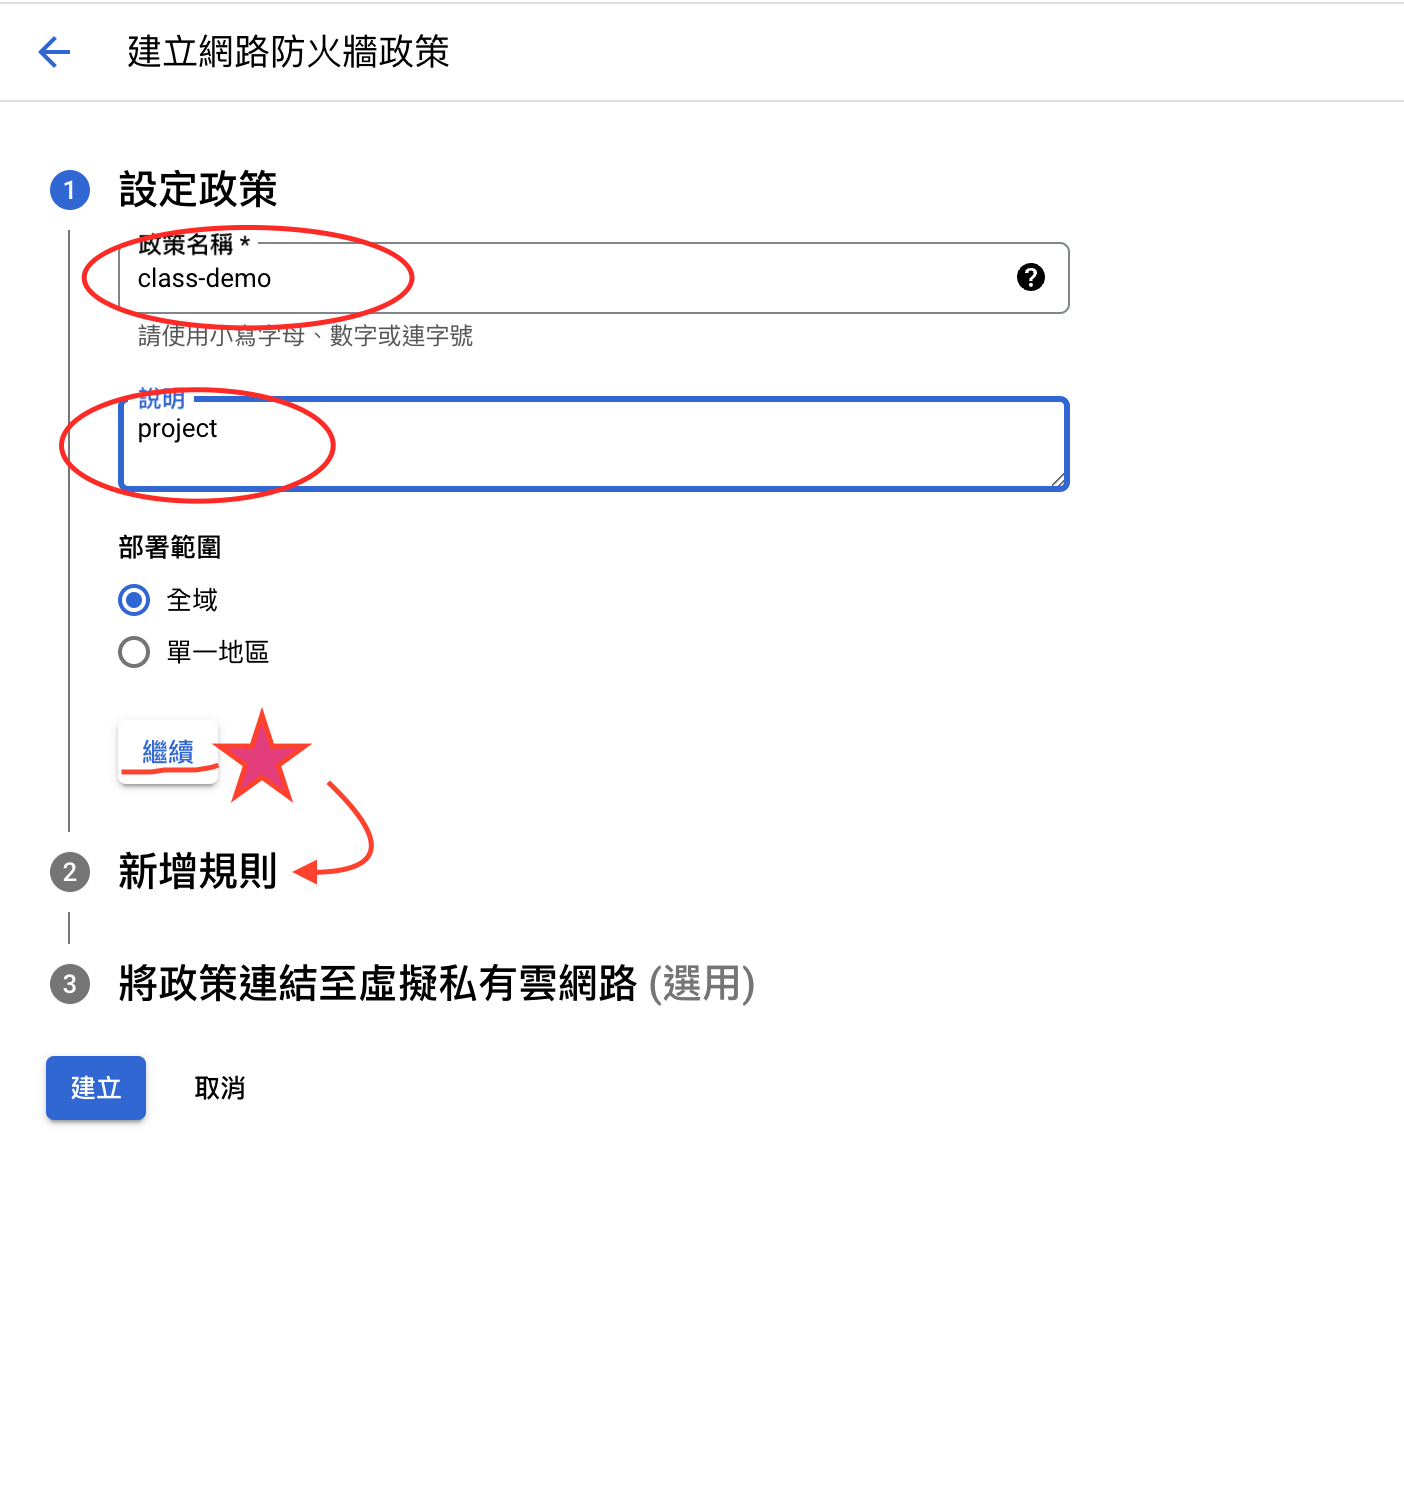 建立網路防火牆政策
1 設定政策
政策名稱 *
class-demo
?
請使用小寫字母、數字或連字號
說明
project
部署範圍
全域
單一地區
繼續
2 新增規則
3 將政策連結至虛擬私有雲網路 (選用)
建立 取消